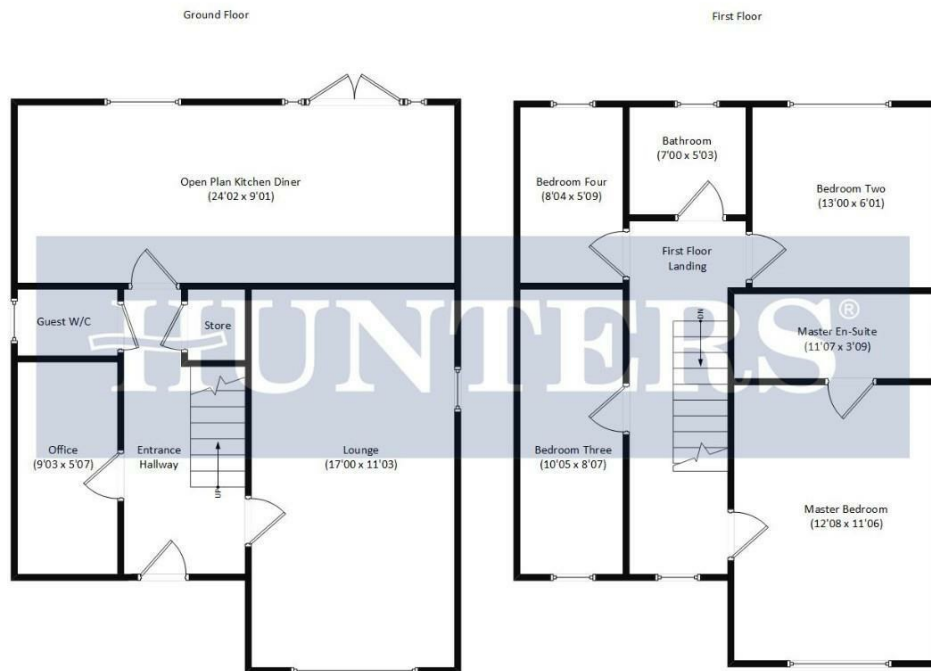 Ground Floor
First Floor
Open Plan Kitchen Diner
(24'02 x 9'01)
Guest W/C
Store
Office
(9'03 x 5'07)
Entrance
Hallway
UP
Lounge
(17'00 x 11'03)
Bathroom
(7'00 x 5'03)
Bedroom Four
(8'04 x 5'09)
Bedroom Two
(13'00 x 6'01)
First Floor
Landing
DN
Master En-Suite
(11'07 x 3'09)
Bedroom Three
(10'05 x 8'07)
Master Bedroom
(12'08 x 11'06)
HUNTERS®